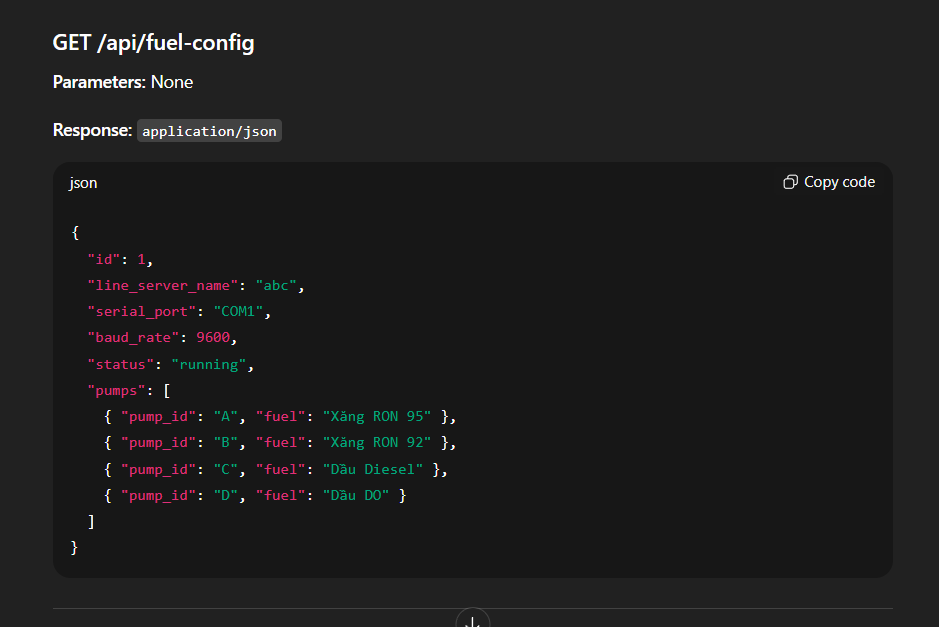 GET /api/fuel-config
Parameters: None
Response: application/json
json
Copy code
{
"id": 1,
"line_server_name": "abc",
"serial_port": "COM1",
"baud_rate": 9600,
"status": "running",
"pumps": [
{ "pump_id": "A", "fuel": "Xăng RON 95" },
{ "pump_id": "B", "fuel": "Xăng RON 92" },
{ "pump_id": "C", "fuel": "Dầu Diesel" },
{ "pump_id": "D", "fuel": "Dầu DO" }
]
}